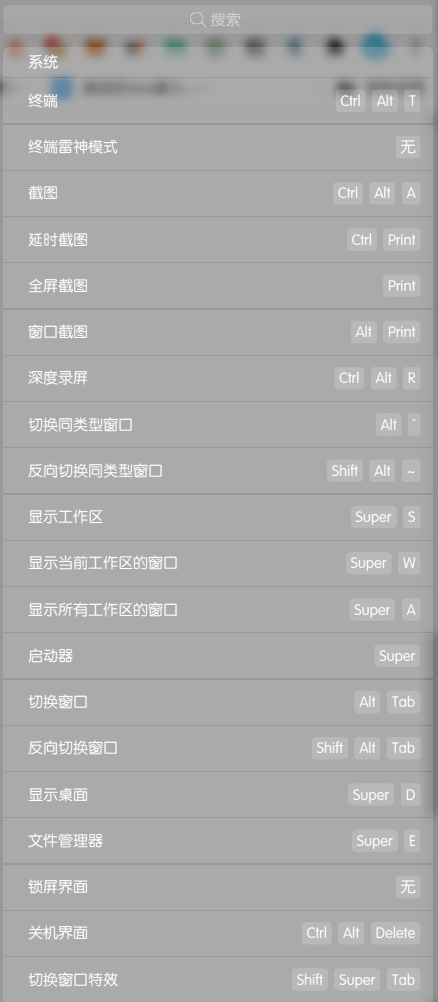 搜索
系统
终端 Ctrl Alt T
终端雷神模式 无
截图 Ctrl Alt A
延时截图 Ctrl Print
全屏截图 Print
窗口截图 Alt Print
深度录屏 Ctrl Alt R
切换同类型窗口 Alt `
反向切换同类型窗口 Shift Alt ~
显示工作区 Super S
显示当前工作区的窗口 Super W
显示所有工作区的窗口 Super A
启动器 Super
切换窗口 Alt Tab
反向切换窗口 Shift Alt Tab
显示桌面 Super D
文件管理器 Super E
锁屏界面 无
关机界面 Ctrl Alt Delete
切换窗口特效 Shift Super Tab